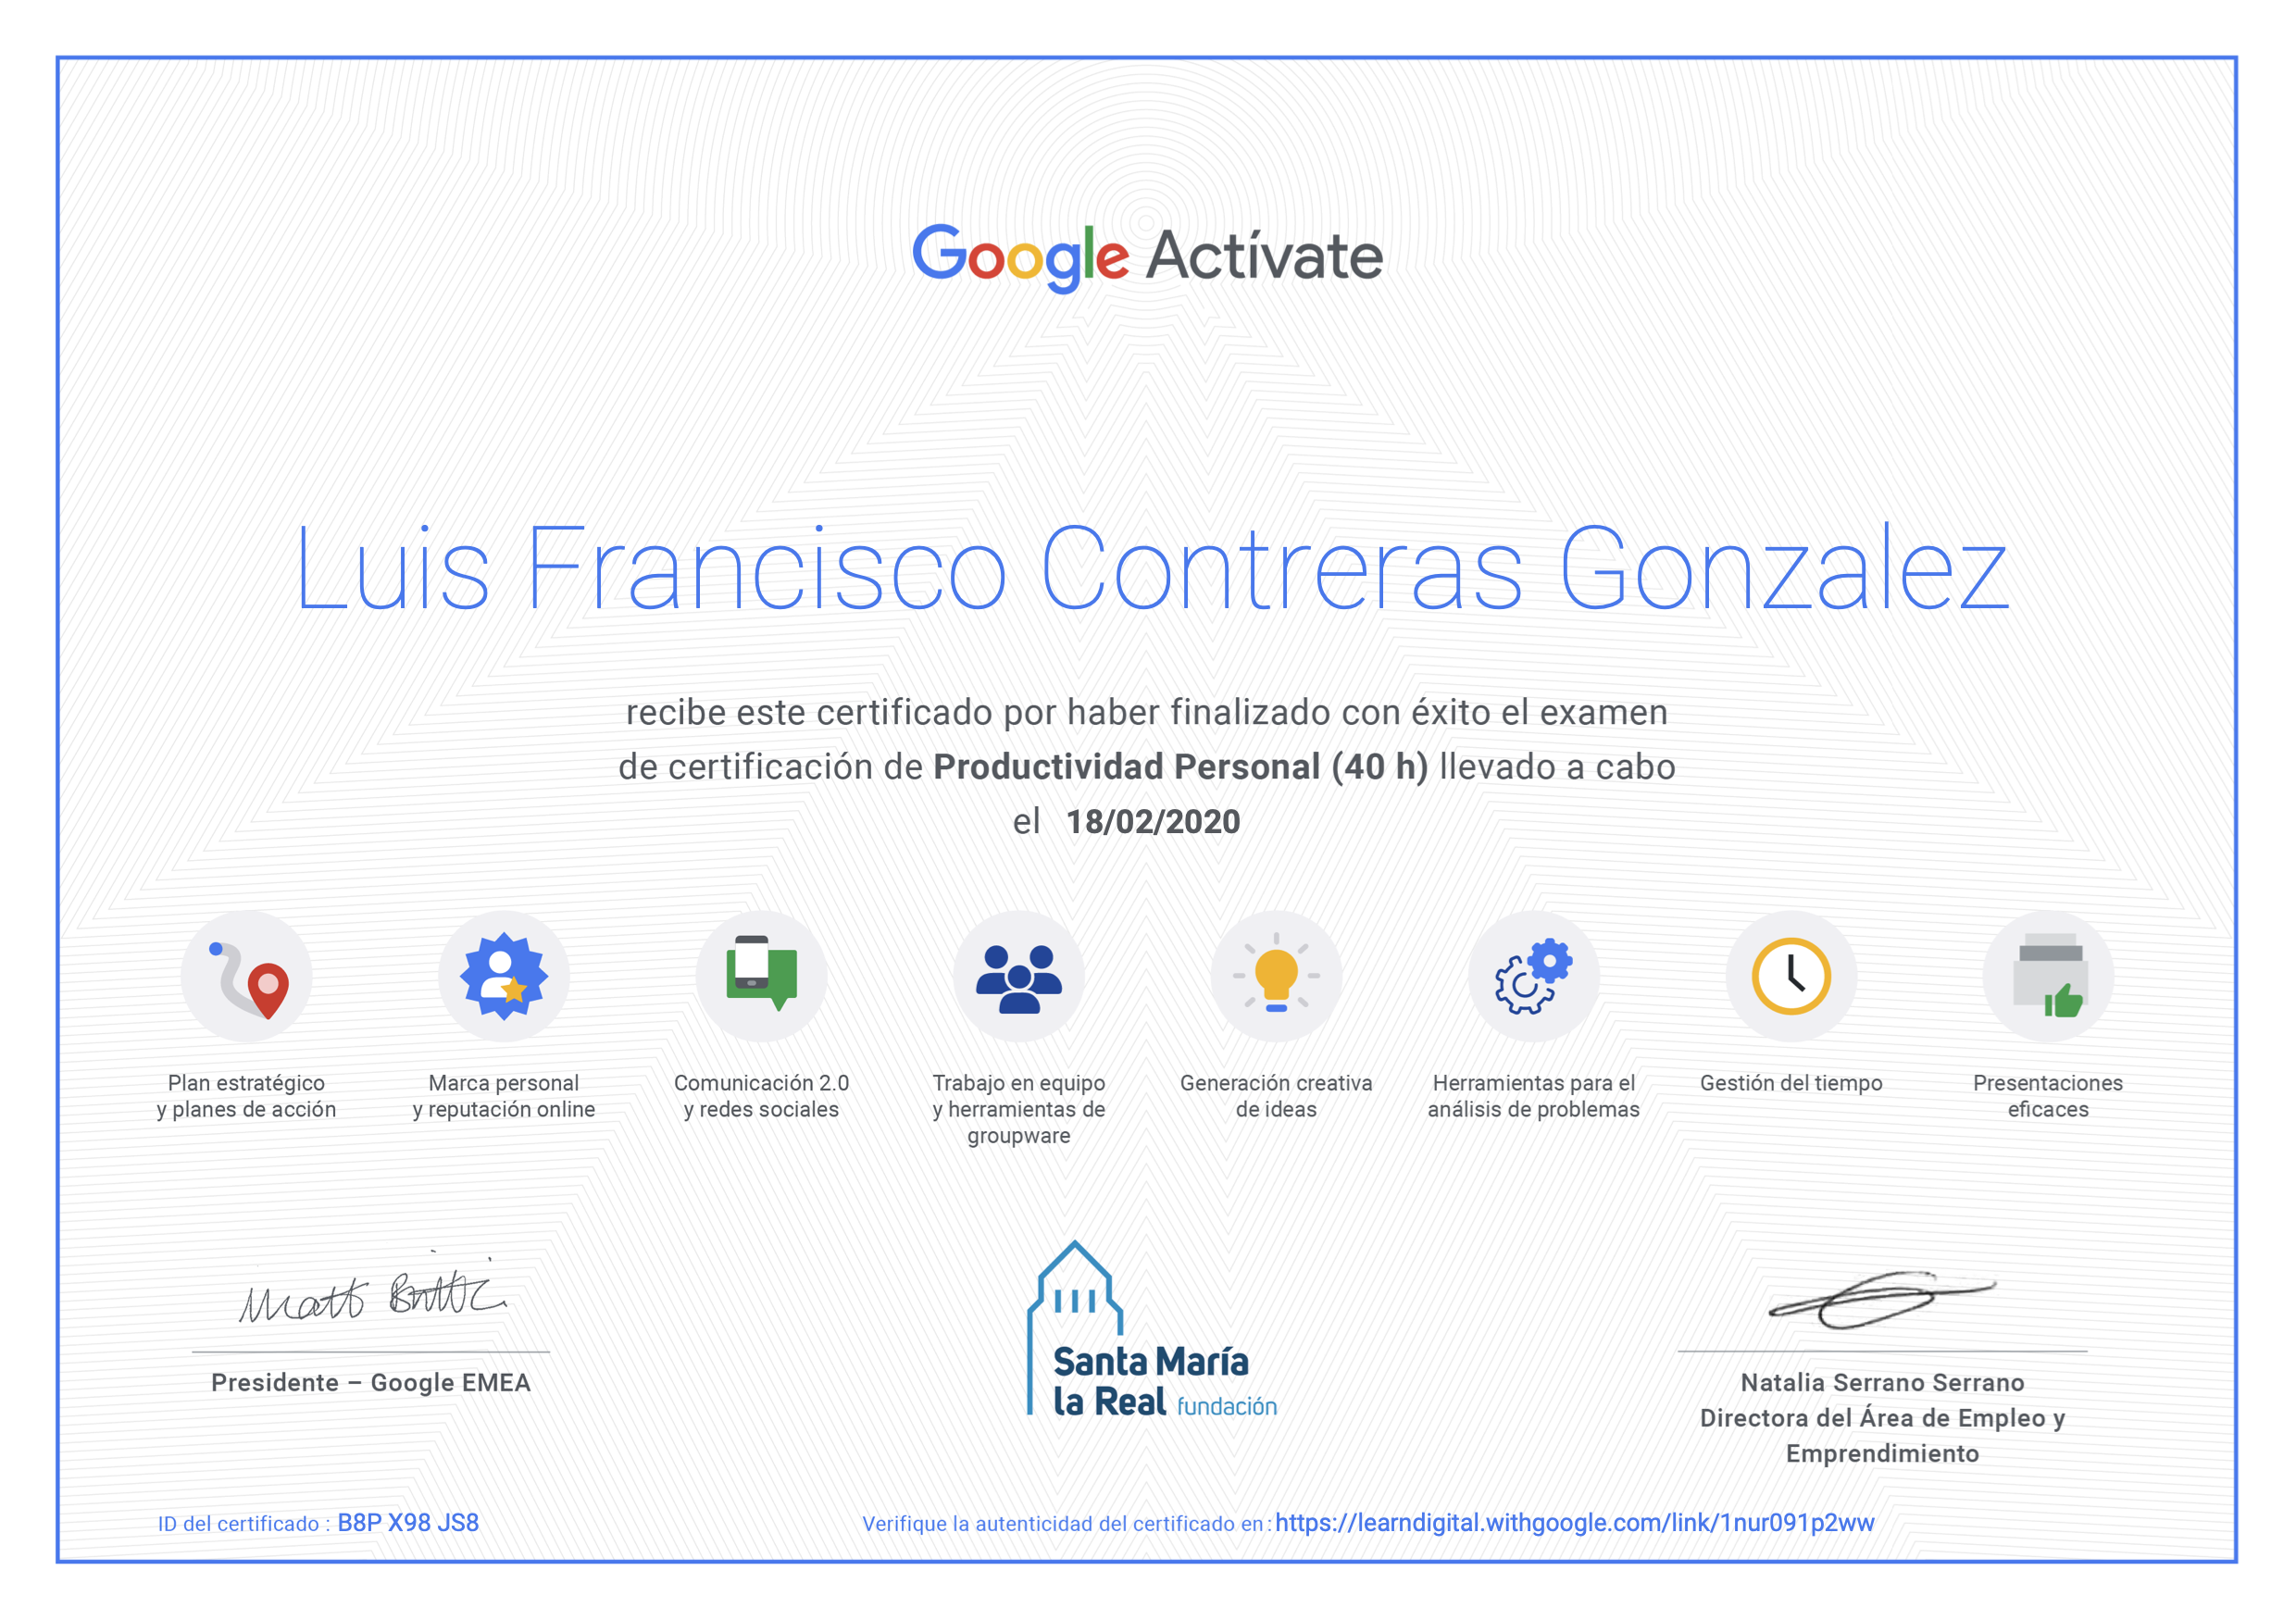 Google Actívate
Luis Francisco Contreras Gonzalez
recibe este certificado por haber finalizado con éxito el examen
de certificación de Productividad Personal (40 h) llevado a cabo
el 18/02/2020
Plan estratégico
y planes de acción
Marca personal
y reputación online
Comunicación 2.0
y redes sociales
Trabajo en equipo
y herramientas de
groupware
Generación creativa
de ideas
Herramientas para el
análisis de problemas
Gestión del tiempo
Presentaciones
eficaces
Matt Brittin
Presidente – Google EMEA
Santa María
la Real fundación
Natalia Serrano Serrano
Directora del Área de Empleo y
Emprendimiento
ID del certificado : B8P X98 JS8
Verifique la autenticidad del certificado en: https://learndigital.withgoogle.com/link/1nur091p2ww